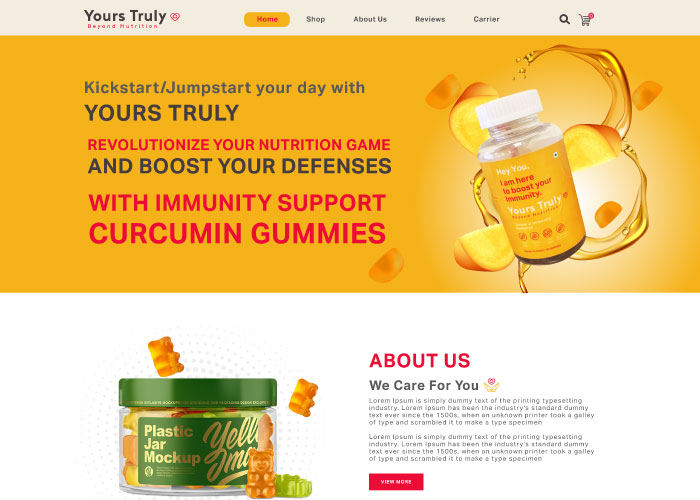 Yours Truly
Beyond Nutrition
Home
Shop
About Us
Reviews
Carrier
Kickstart/Jumpstart your day with
YOURS TRULY
REVOLUTIONIZE YOUR NUTRITION GAME
AND BOOST YOUR DEFENSES
WITH IMMUNITY SUPPORT
CURCUMIN GUMMIES
Hey You,
I am here
to boost your
immunity.
Yours Truly
Beyond Nutrition
ABOUT US
We Care For You
Lorem Ipsum is simply dummy text of the printing typesetting
industry. Lorem Ipsum has been the industry's standard dummy
text ever since the 1500s, when an unknown printer took a galley
of type and scrambled it to make a type specimen
Lorem Ipsum is simply dummy text of the printing typesetting
industry. Lorem Ipsum has been the industry's standard dummy
text ever since the 1500s, when an unknown printer took a galley
of type and scrambled it to make a type specimen
VIEW MORE
Plastic
Jar
Mockup